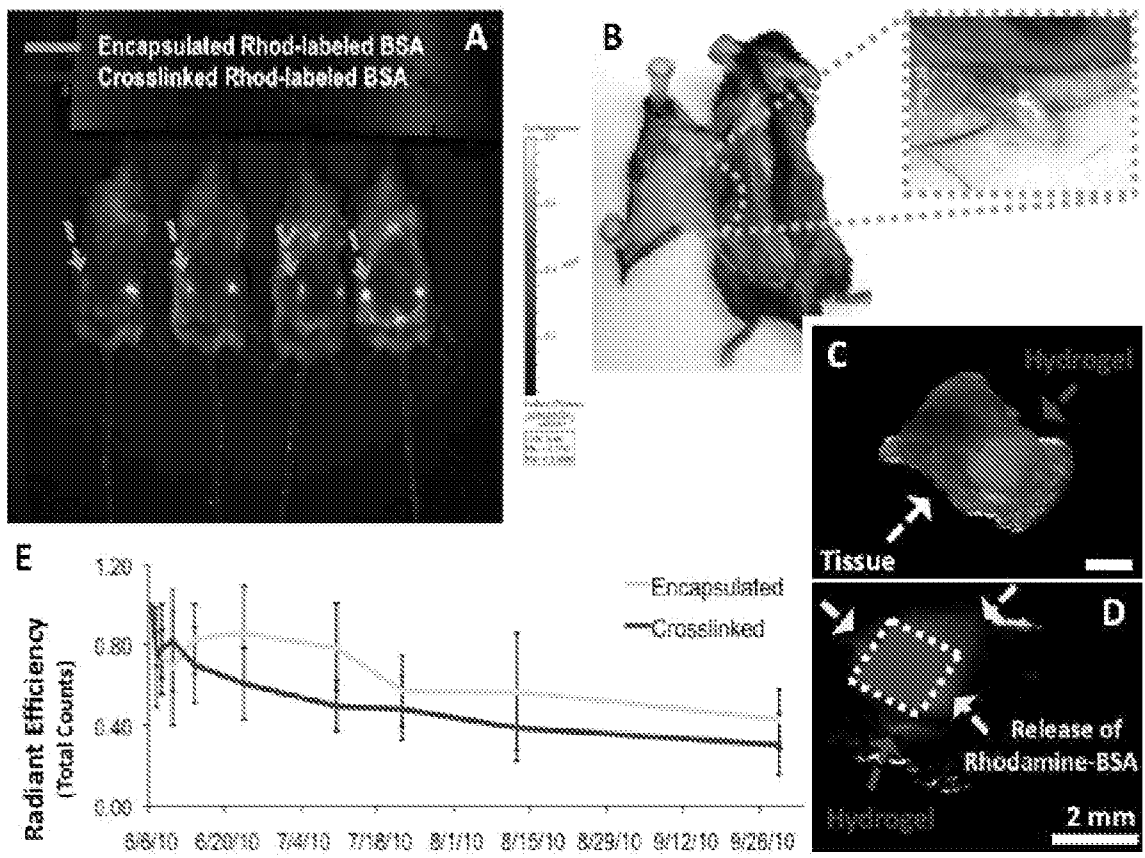 A
Encapsulated Rhod-labeled BSA
Crosslinked Rhod-labeled BSA
B
C
Hydrogel
Tissue
D
Release of
Rhodamine-BSA
Hydrogel
2 mm
E
Radiant Efficiency
(Total Counts)
1.20
0.80
0.40
0.00
Encapsulated
Crosslinked
6/6/10 6/20/10 7/4/10 7/18/10 8/1/10 8/15/10 8/29/10 9/12/10 9/26/10